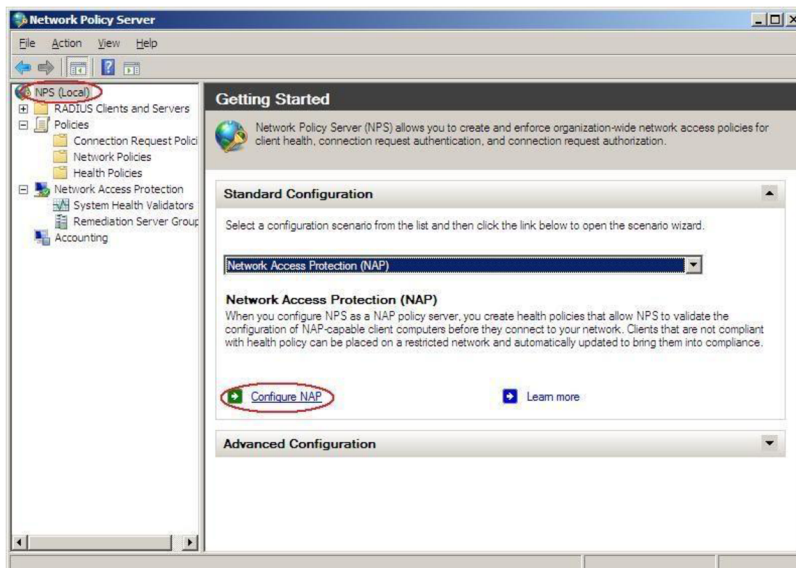 Network Policy Server
File Action View Help
NPS (Local)
RADIUS Clients and Servers
Policies
Connection Request Polici
Network Policies
Health Policies
Network Access Protection
System Health Validators
Remediation Server Group
Accounting
Getting Started
Network Policy Server (NPS) allows you to create and enforce organization-wide network access policies for
client health, connection request authentication, and connection request authorization.
Standard Configuration
Select a configuration scenario from the list and then click the link below to open the scenario wizard.
Network Access Protection (NAP)
Network Access Protection (NAP)
When you configure NPS as a NAP policy server, you create health policies that allow NPS to validate the
configuration of NAP-capable client computers before they connect to your network. Clients that are not compliant
with health policy can be placed on a restricted network and automatically updated to bring them into compliance.
Configure NAP
Learn more
Advanced Configuration